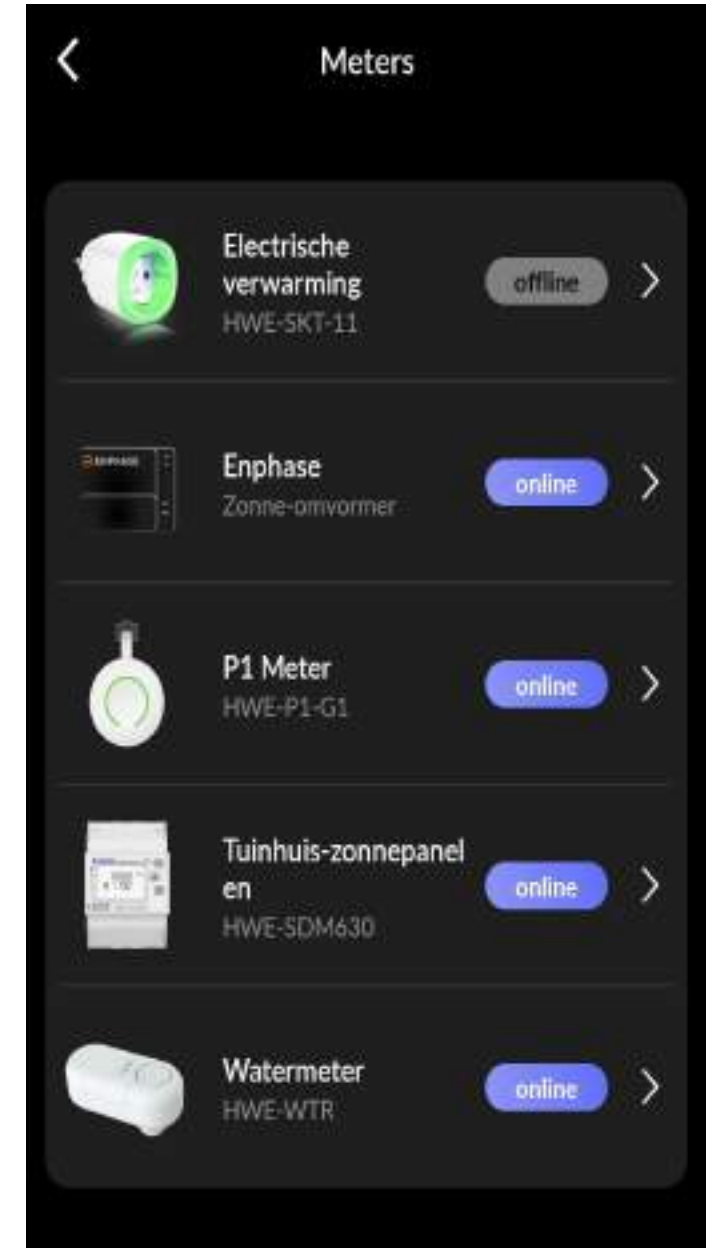 Meters
Electrische
verwarming
HWE-SKT-11
offline
ENPHASE
Enphase
Zonne-omvormer
online
P1 Meter
HWE-P1-G1
online
Tuinhuis-zonnepanel
en
HWE-SDM630
online
Watermeter
HWE-WTR
online